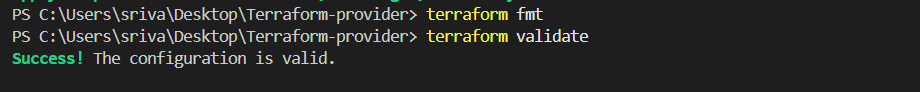 PS C:\Users\sriva\Desktop\Terraform-provider> terraform fmt
PS C:\Users\sriva\Desktop\Terraform-provider> terraform validate
Success! The configuration is valid.